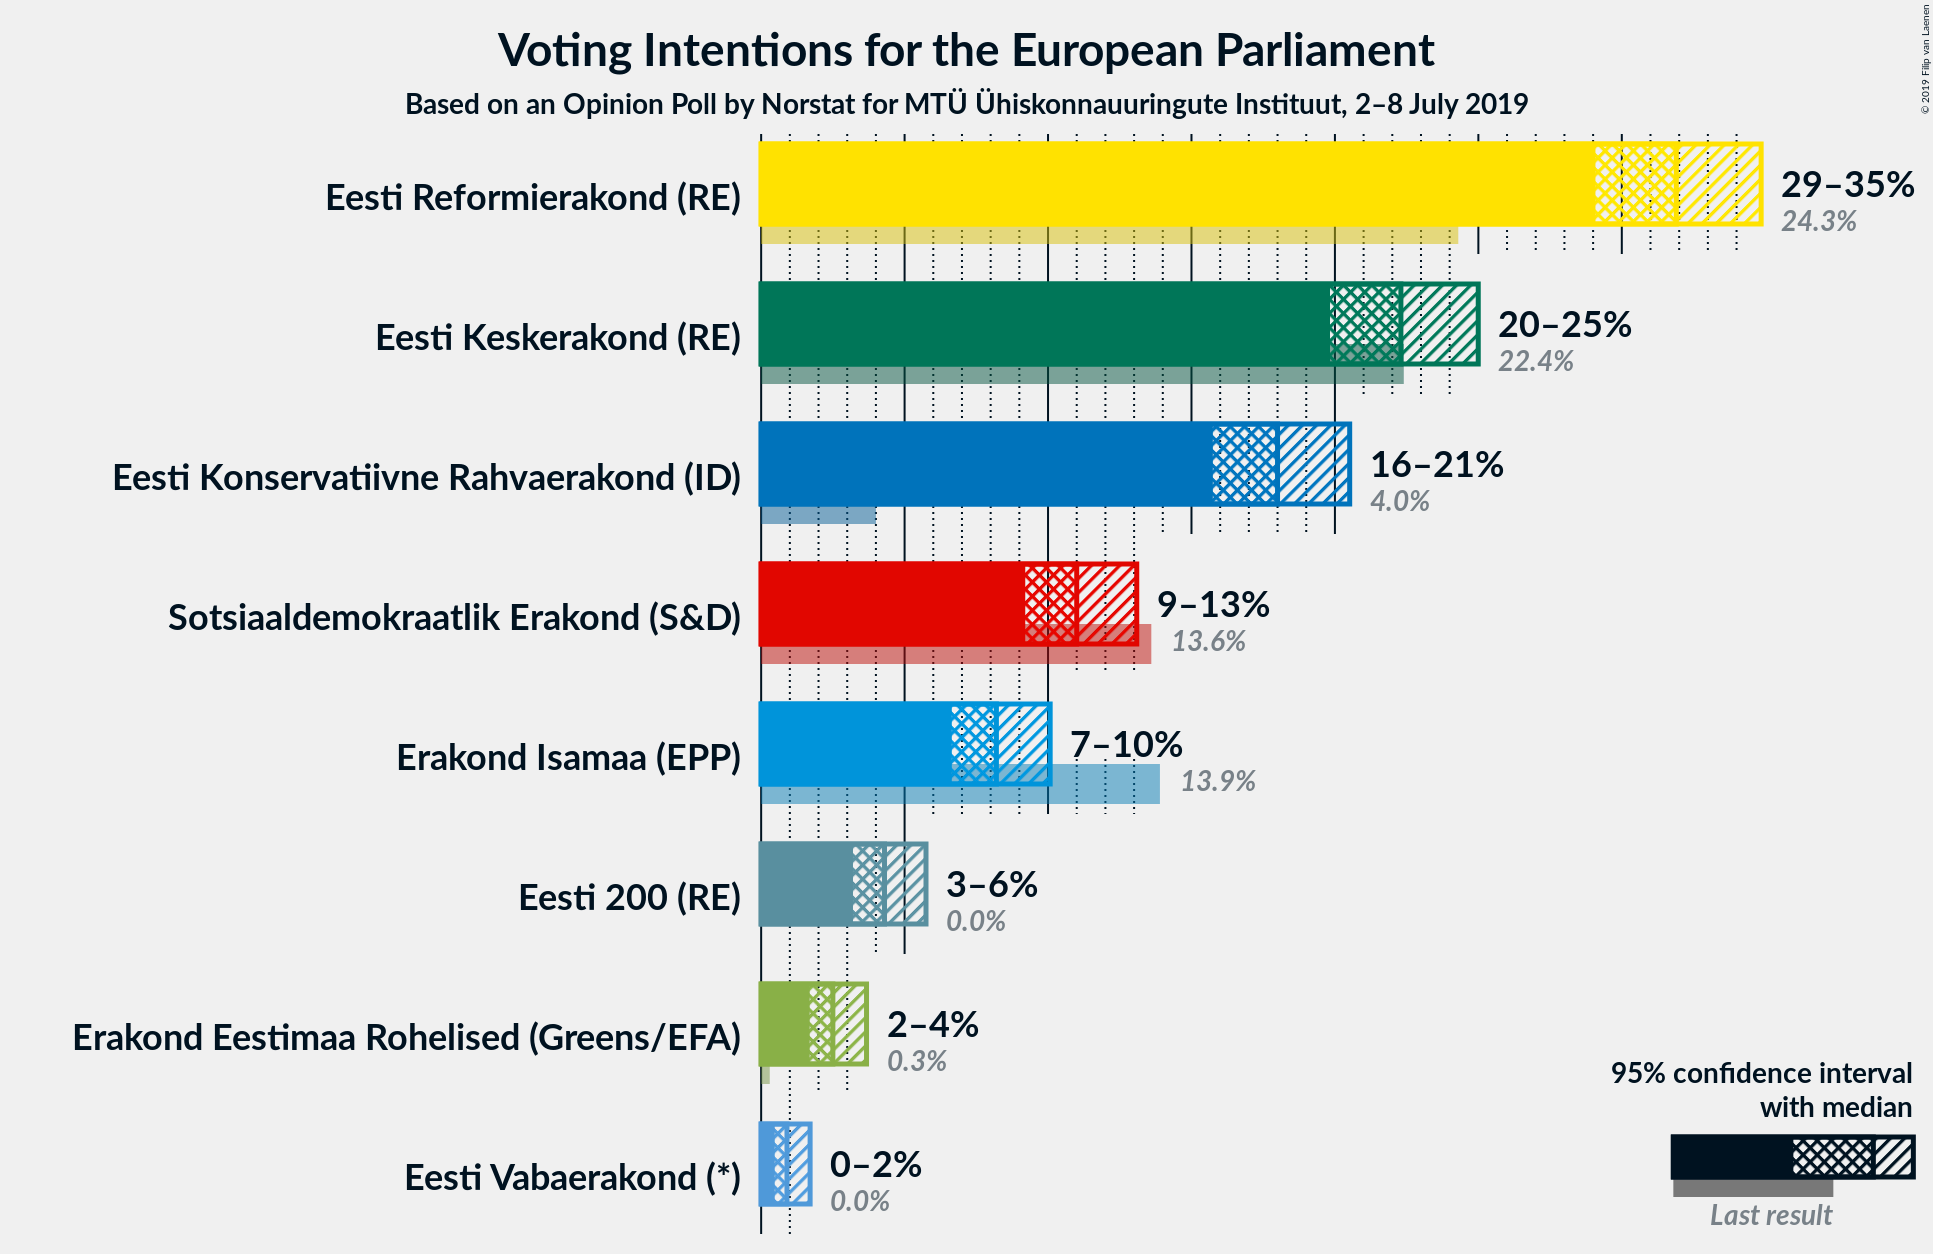 Voting Intentions for the European Parliament
Based on an Opinion Poll by Norstat for MTÜ Ühiskonnauuringute Instituut, 2–8 July 2019
© 2019 Filip van Laenen
Eesti Reformierakond (RE)
29–35%
24.3%
Eesti Keskerakond (RE)
20–25%
22.4%
Eesti Konservatiivne Rahvaerakond (ID)
16–21%
4.0%
Sotsiaaldemokraatlik Erakond (S&D)
9–13%
13.6%
Erakond Isamaa (EPP)
7–10%
13.9%
Eesti 200 (RE)
3–6%
0.0%
Erakond Eestimaa Rohelised (Greens/EFA)
2–4%
0.3%
Eesti Vabaerakond (*)
0–2%
0.0%
95% confidence interval
with median
Last result